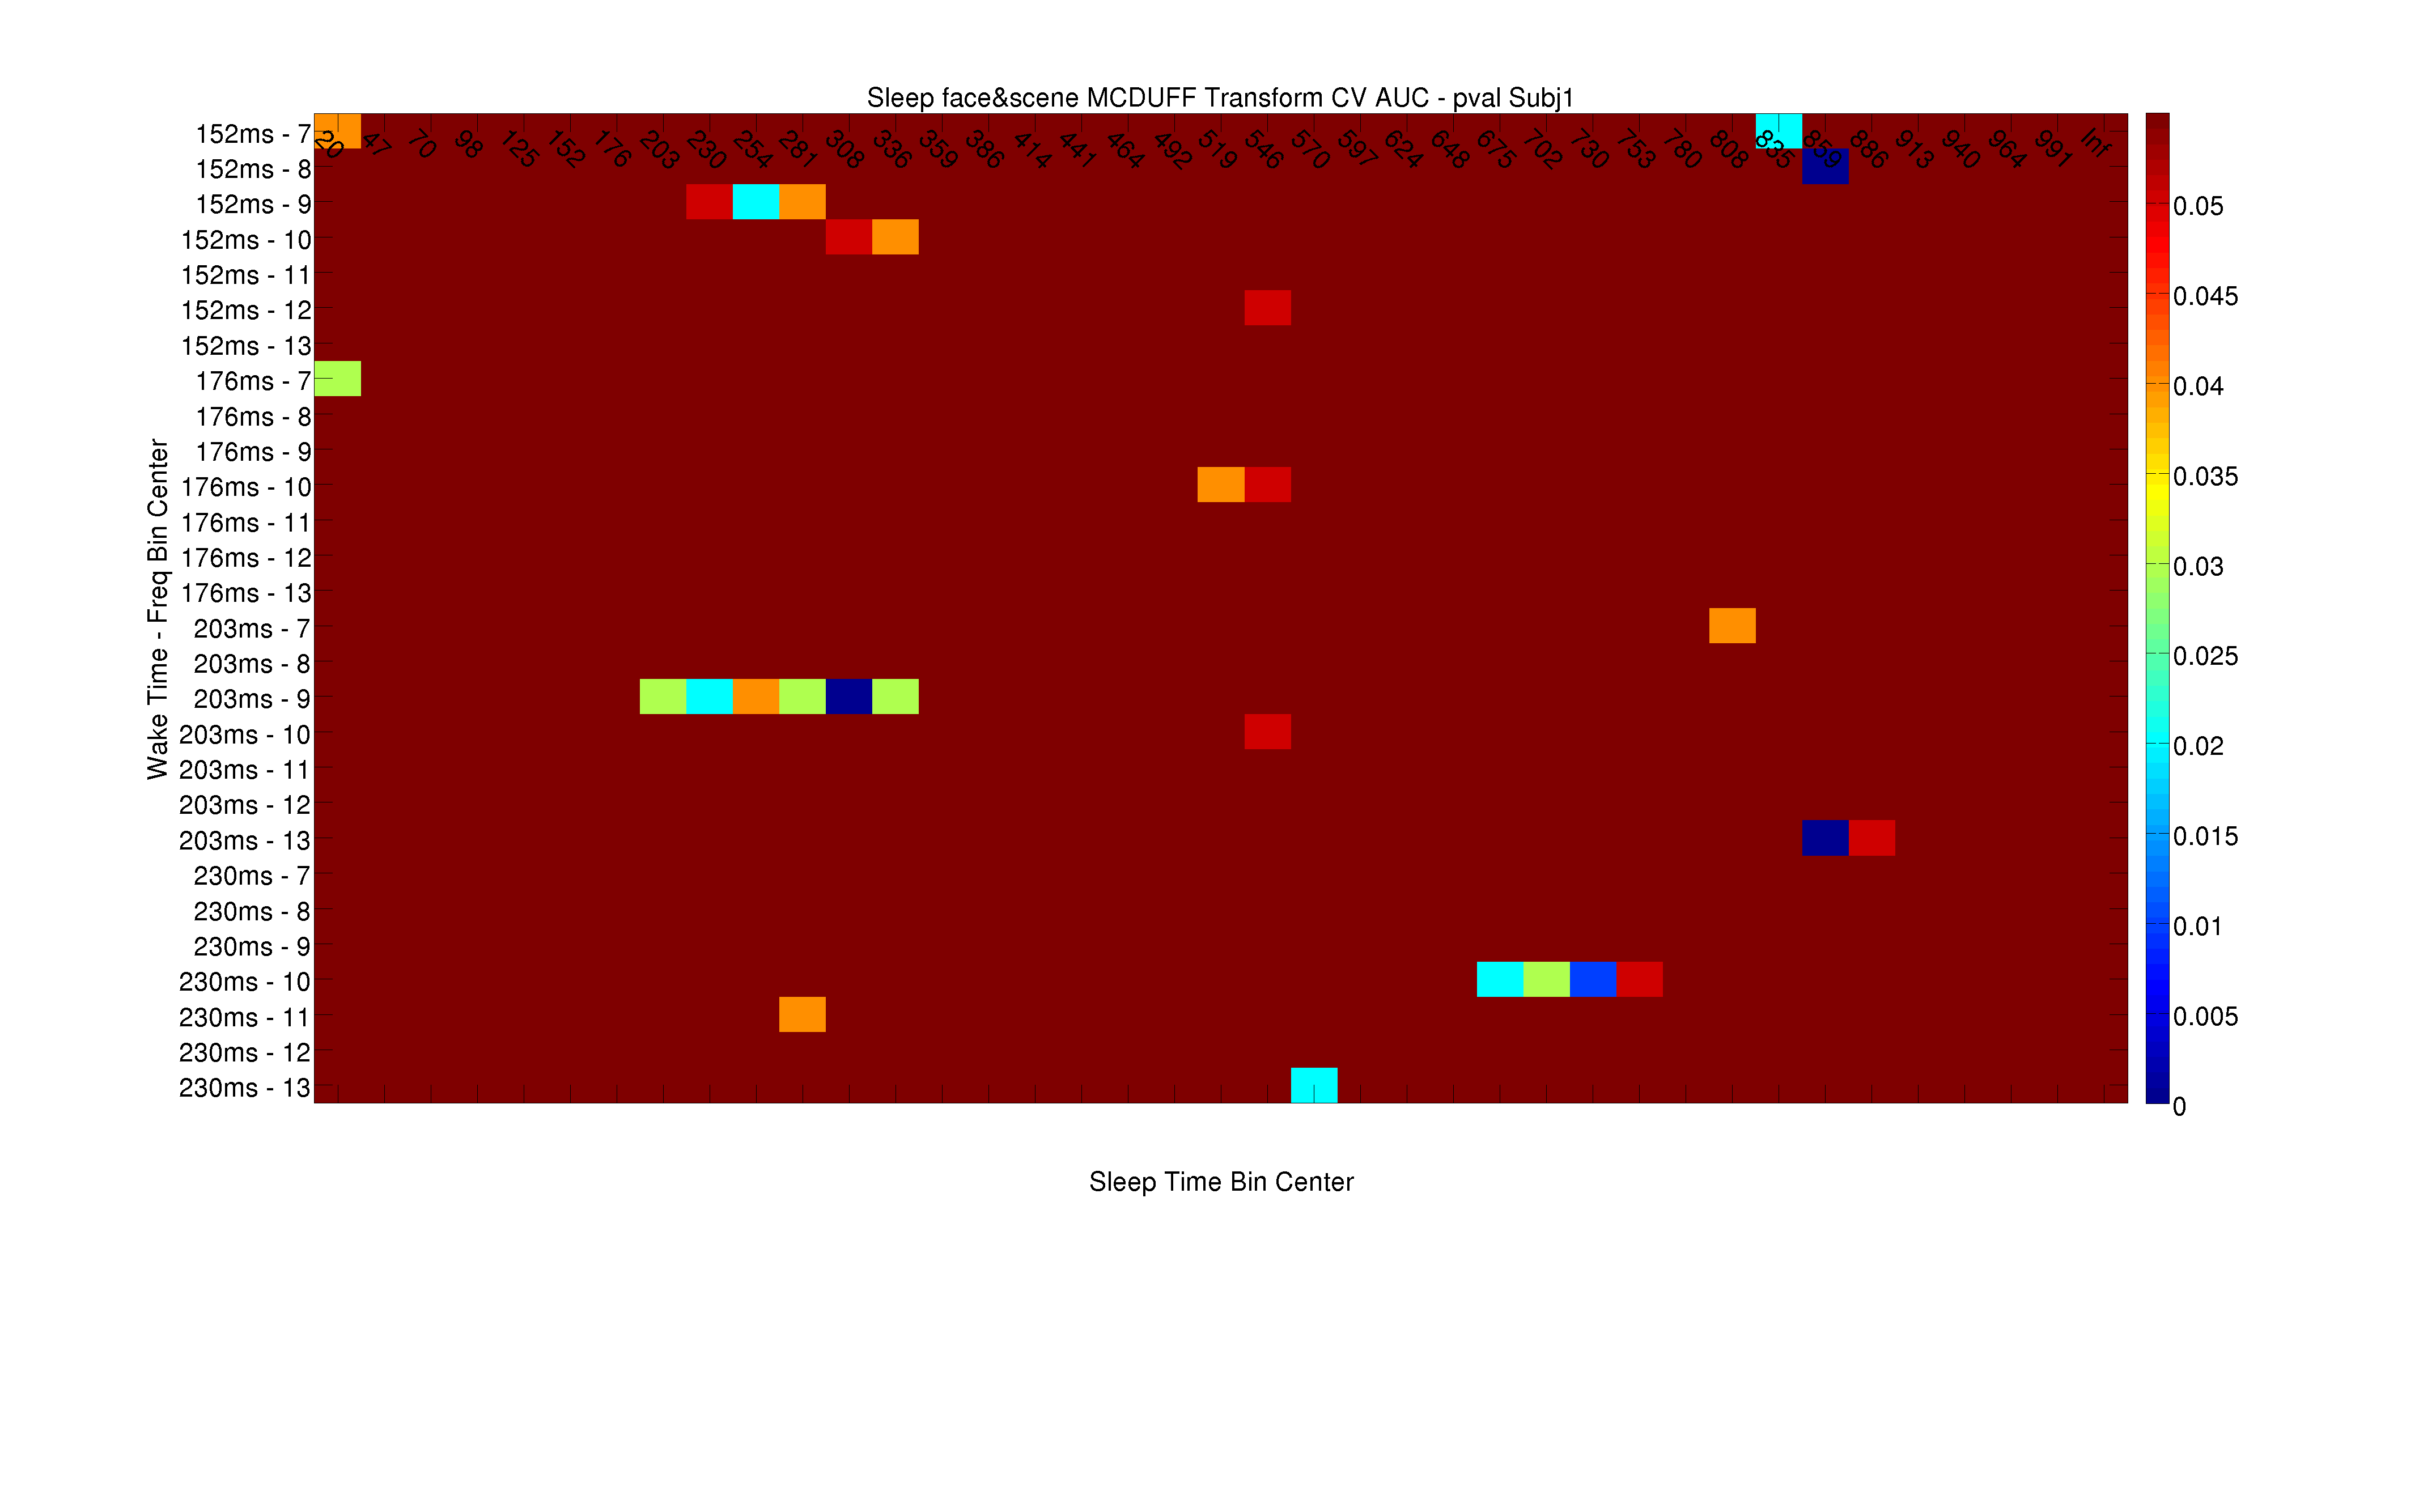 Sleep face&scene MCDUFF Transform CV AUC - pval Subj1
20 47 70 98 125 152 176 203 230 254 281 308 336 359 386 414 441 464 492 519 546 570 597 624 648 675 702 730 753 780 808 835 859 886 913 940 964 991 Inf
152ms - 7
152ms - 8
152ms - 9
152ms - 10
152ms - 11
152ms - 12
152ms - 13
176ms - 7
176ms - 8
176ms - 9
176ms - 10
176ms - 11
176ms - 12
176ms - 13
203ms - 7
203ms - 8
203ms - 9
203ms - 10
203ms - 11
203ms - 12
203ms - 13
230ms - 7
230ms - 8
230ms - 9
230ms - 10
230ms - 11
230ms - 12
230ms - 13
Wake Time - Freq Bin Center
0.05
0.045
0.04
0.035
0.03
0.025
0.02
0.015
0.01
0.005
0
Sleep Time Bin Center